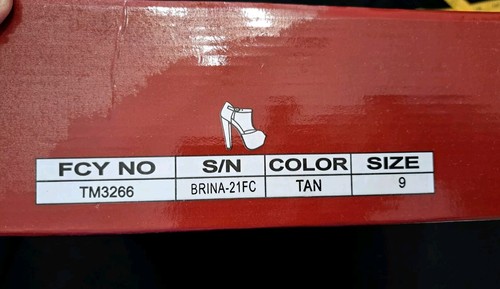 FCY NO S/N COLOR SIZE
TM3266 BRINA-21FC TAN 9